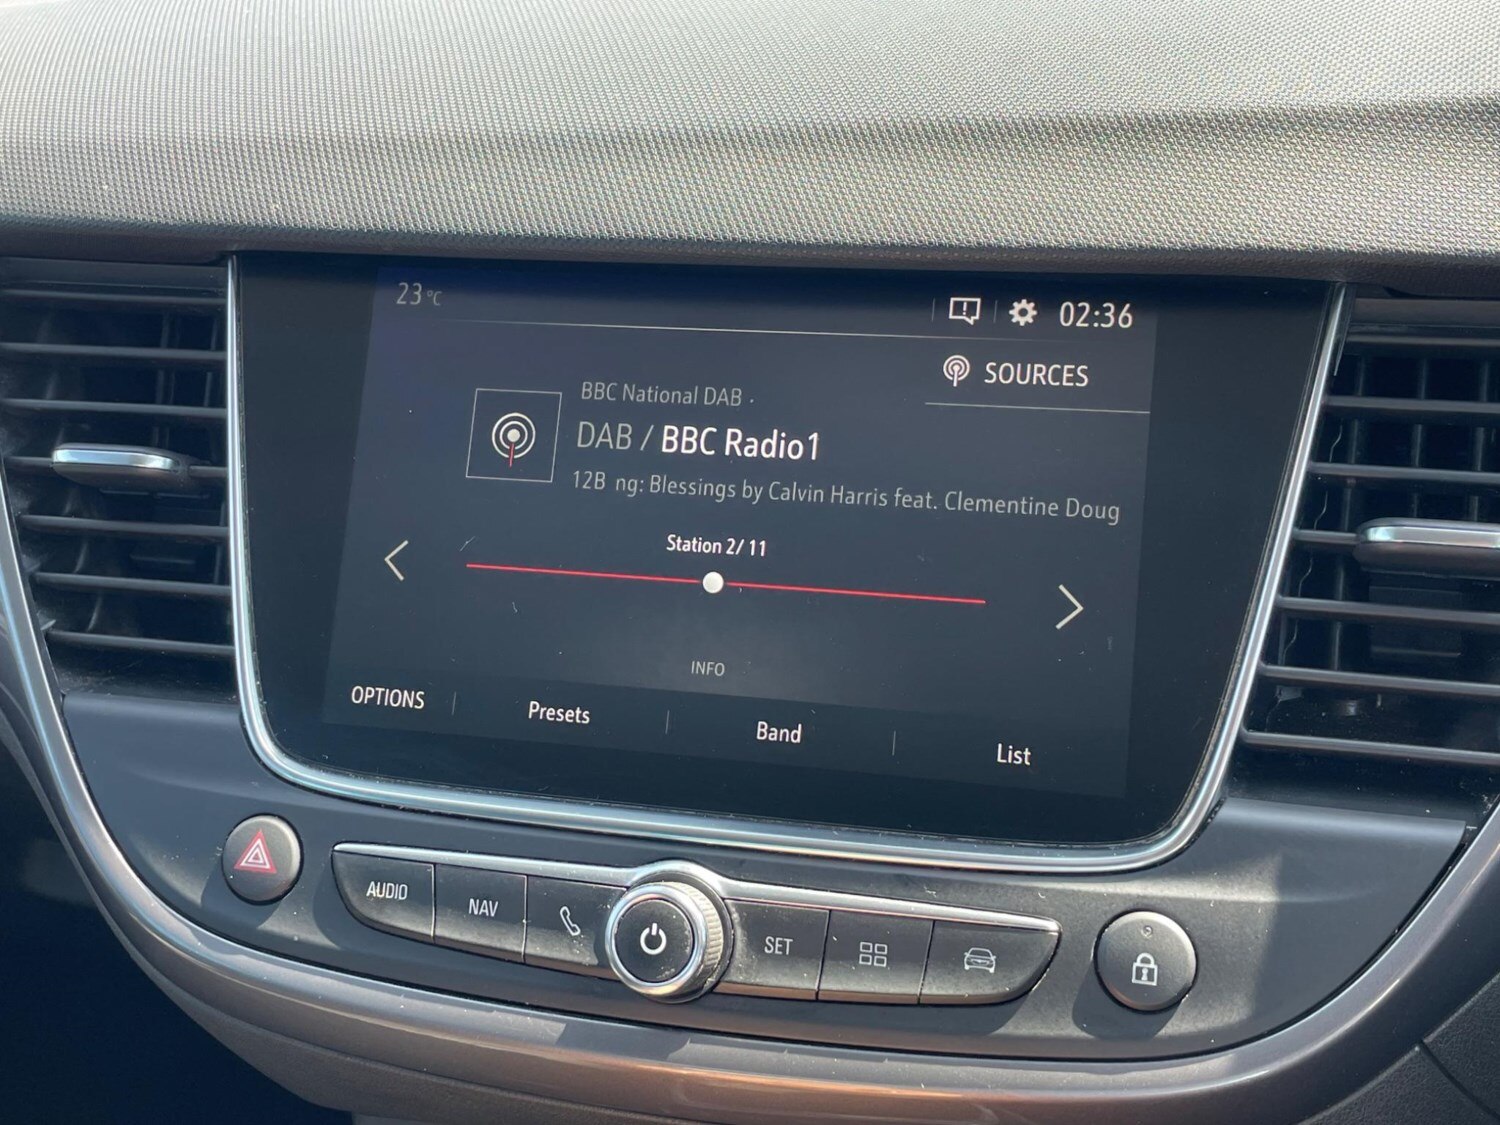 23°C
02:36
SOURCES
BBC National DAB ·
DAB / BBC Radio1
12B ng: Blessings by Calvin Harris feat. Clementine Doug
Station 2/ 11
INFO
OPTIONS
Presets
Band
List
AUDIO
NAV
SET